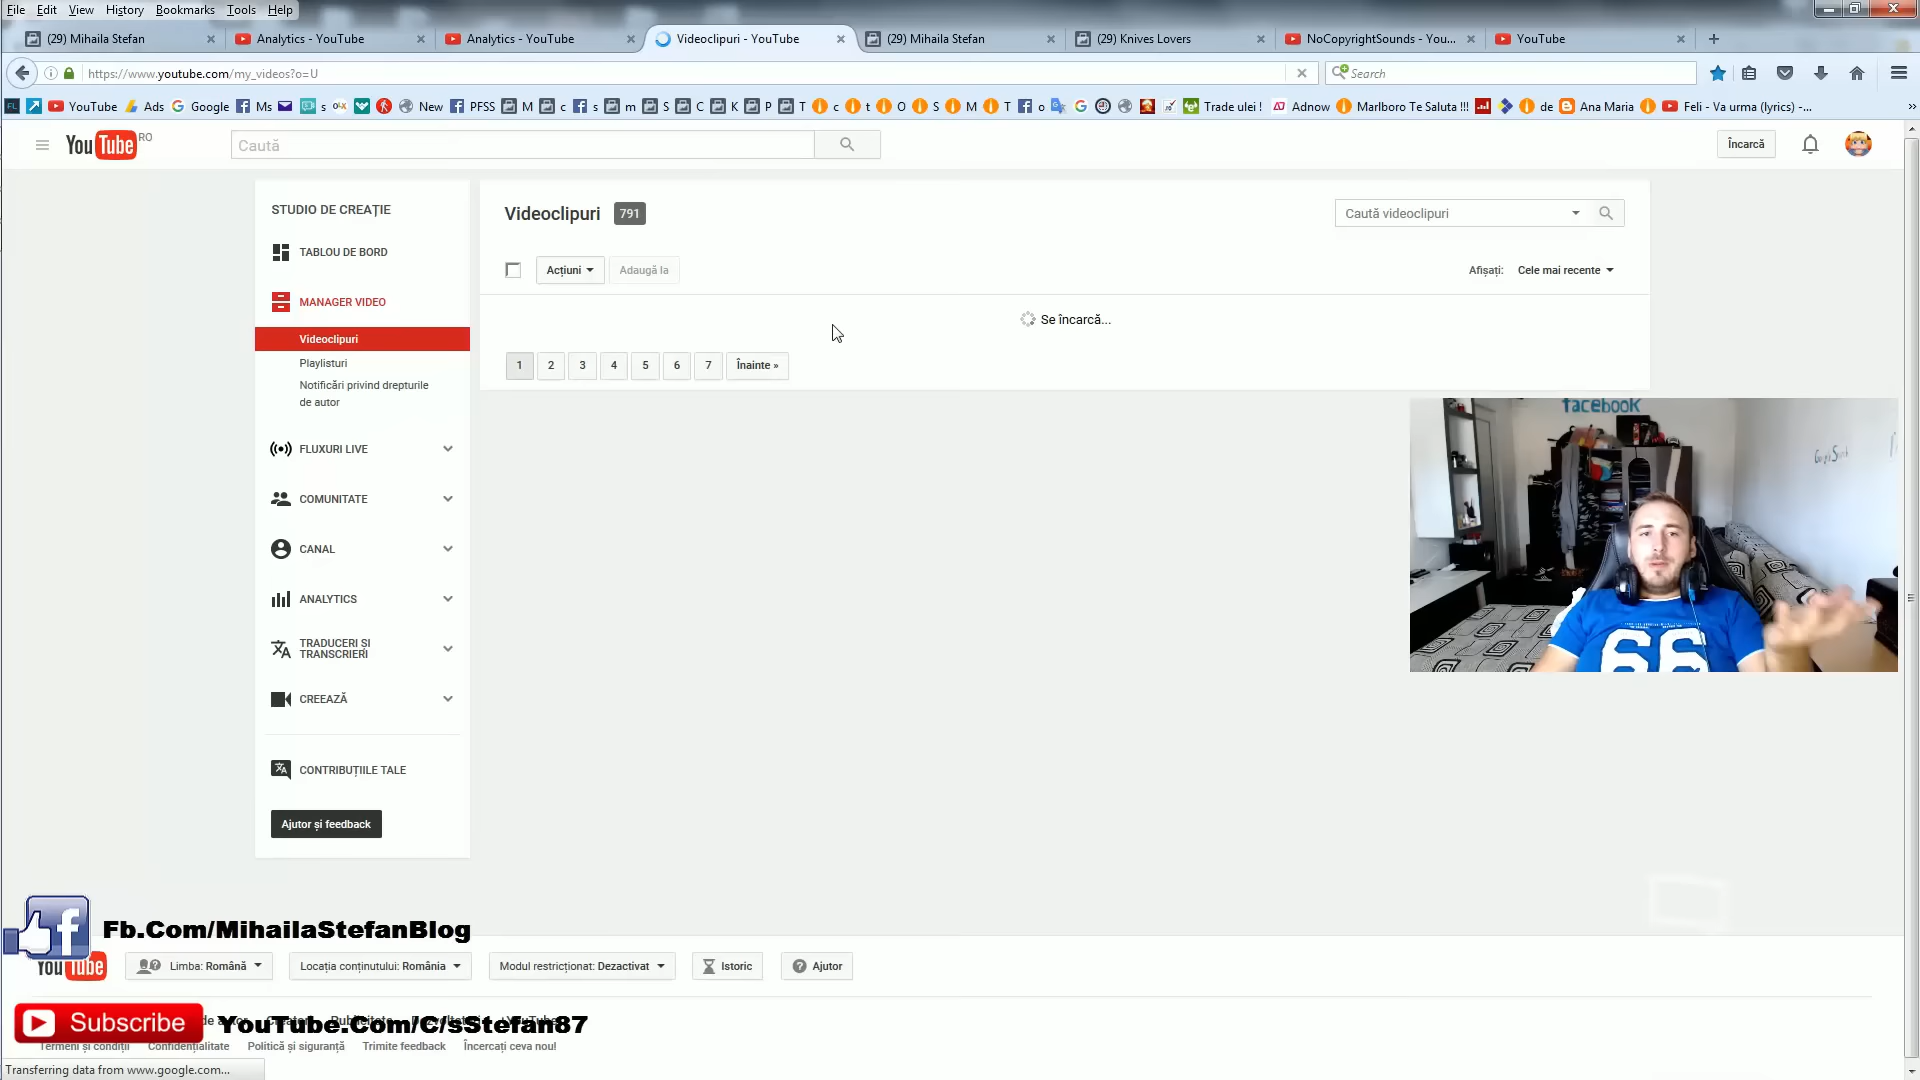 File Edit View History Bookmarks Tools Help
(29) Mihaila Stefan
Analytics - YouTube
Analytics - YouTube
Videoclipuri - YouTube
(29) Mihaila Stefan
(29) Knives Lovers
NoCopyrightSounds - You...
YouTube
https://www.youtube.com/my_videos?o=U
Search
YouTube Ads Google Ms s New PFSS M c s m S C K P T c t O S M T o Trade ulei ! Adnow Marlboro Te Saluta !!! de Ana Maria Feli - Va urma (lyrics) -...
YouTube RO
Caută
Încarcă
STUDIO DE CREAȚIE
TABLOU DE BORD
MANAGER VIDEO
Videoclipuri
Playlisturi
Notificări privind drepturile
de autor
FLUXURI LIVE
COMUNITATE
CANAL
ANALYTICS
TRADUCERI ȘI
TRANSCRIERI
CREEAZĂ
CONTRIBUȚIILE TALE
Ajutor și feedback
Videoclipuri 791
Caută videoclipuri
Acțiuni
Adaugă la
Afișați: Cele mai recente
Se încarcă...
1 2 3 4 5 6 7 Înainte »
facebook
66
Fb.Com/MihailaStefanBlog
YouTube
Limba: Română
Locația conținutului: România
Modul restricționat: Dezactivat
Istoric
Ajutor
Subscribe
YouTube.Com/C/sStefan87
Termeni și condiții Confidențialitate Politică și siguranță Trimite feedback Încercați ceva nou!
Transferring data from www.google.com...